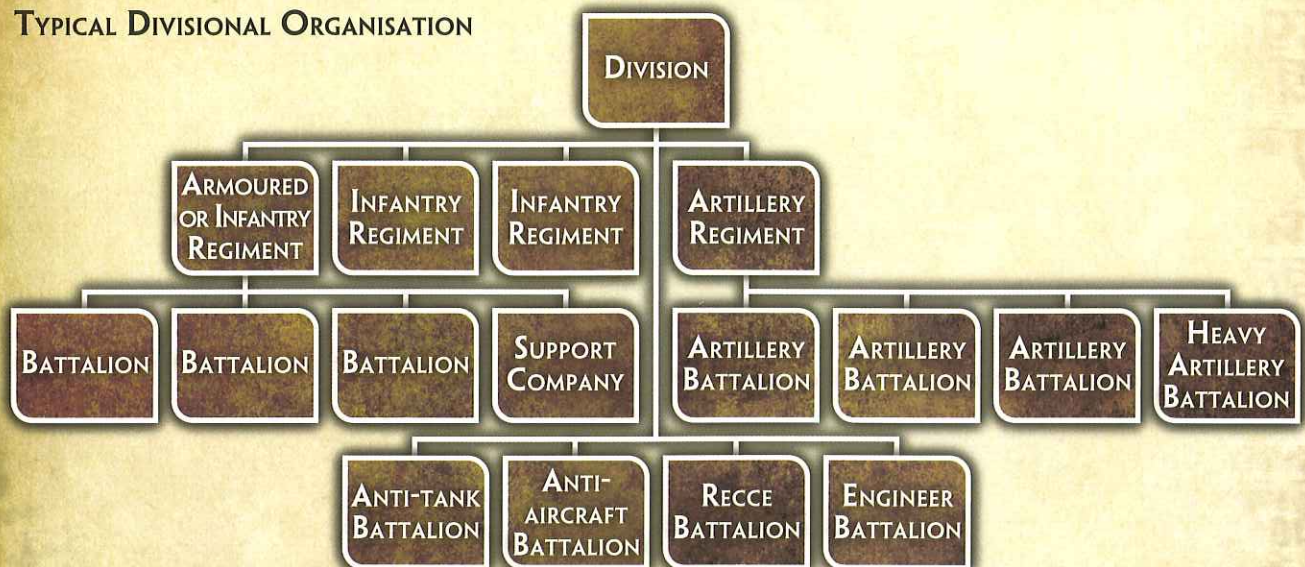 Typical Divisional Organisation
Division
Armoured
or Infantry
Regiment
Infantry
Regiment
Infantry
Regiment
Artillery
Regiment
Battalion
Battalion
Battalion
Support
Company
Artillery
Battalion
Artillery
Battalion
Artillery
Battalion
Heavy
Artillery
Battalion
Anti-tank
Battalion
Anti-
aircraft
Battalion
Recce
Battalion
Engineer
Battalion